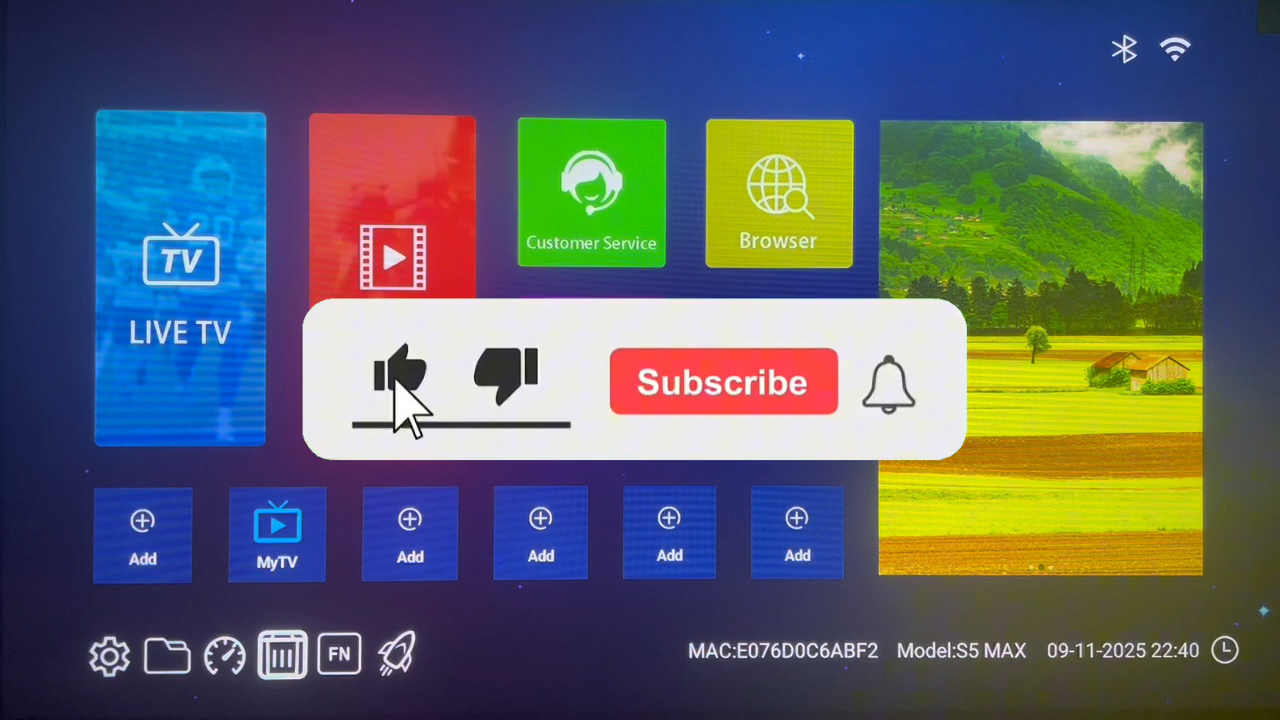 TV
LIVE TV
Customer Service
Browser
Subscribe
Add
MyTV
Add
Add
Add
Add
FN
MAC:E076D0C6ABF2 Model:S5 MAX 09-11-2025 22:40